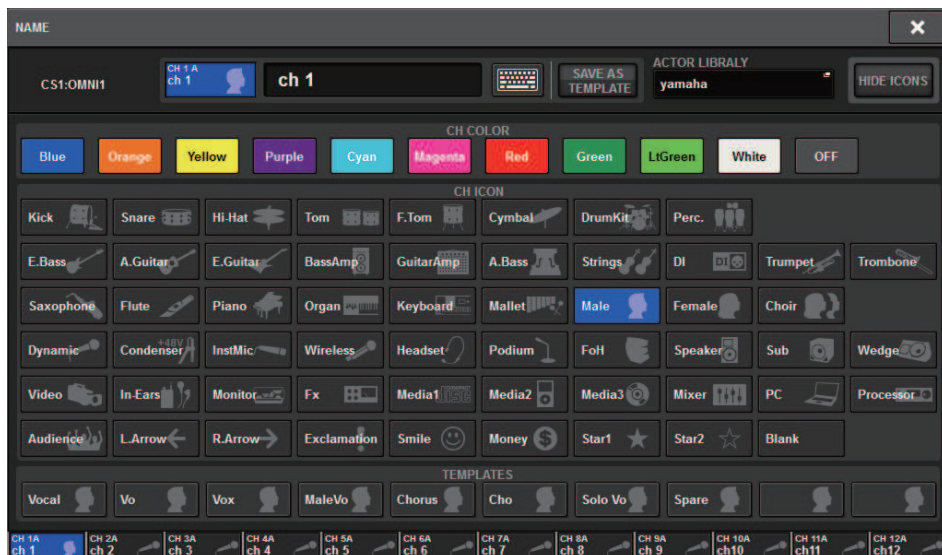 NAME
CS1:OMNI1
CH 1 A
ch 1
ch 1
SAVE AS
TEMPLATE
ACTOR LIBRALY
yamaha
HIDE ICONS
CH COLOR
Blue Orange Yellow Purple Cyan Magenta Red Green LtGreen White OFF
CH ICON
Kick Snare Hi-Hat Tom F.Tom Cymbal DrumKit Perc.
E.Bass A.Guitar E.Guitar BassAmp GuitarAmp A.Bass Strings DI DI Trumpet Trombone
Saxophone Flute Piano Organ Keyboard Mallet Male Female Choir
Dynamic Condenser +48V InstMic Wireless Headset Podium FoH Speaker Sub Wedge
Video In-Ears Monitor Fx Media1 Media2 Media3 Mixer PC Processor
Audience L.Arrow R.Arrow Exclamation Smile Money $ Star1 Star2 Blank
TEMPLATES
Vocal Vo Vox MaleVo Chorus Cho Solo Vo Spare
CH 1A CH 2A CH 3A CH 4A CH 5A CH 6A CH 7A CH 8A CH 9A CH 10A CH 11A CH 12A
ch 1 ch 2 ch 3 ch 4 ch 5 ch 6 ch 7 ch 8 ch 9 ch10 ch11 ch12